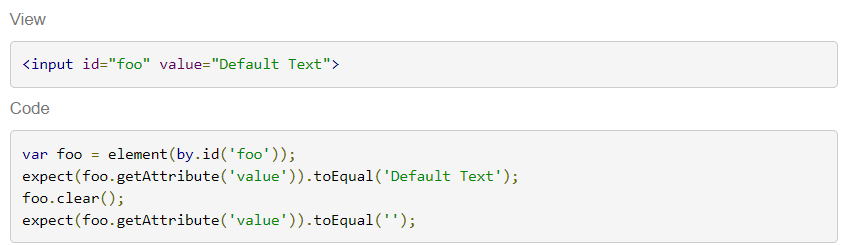 View
<input id="foo" value="Default Text">
Code
var foo = element(by.id('foo'));
expect(foo.getAttribute('value')).toEqual('Default Text');
foo.clear();
expect(foo.getAttribute('value')).toEqual('');